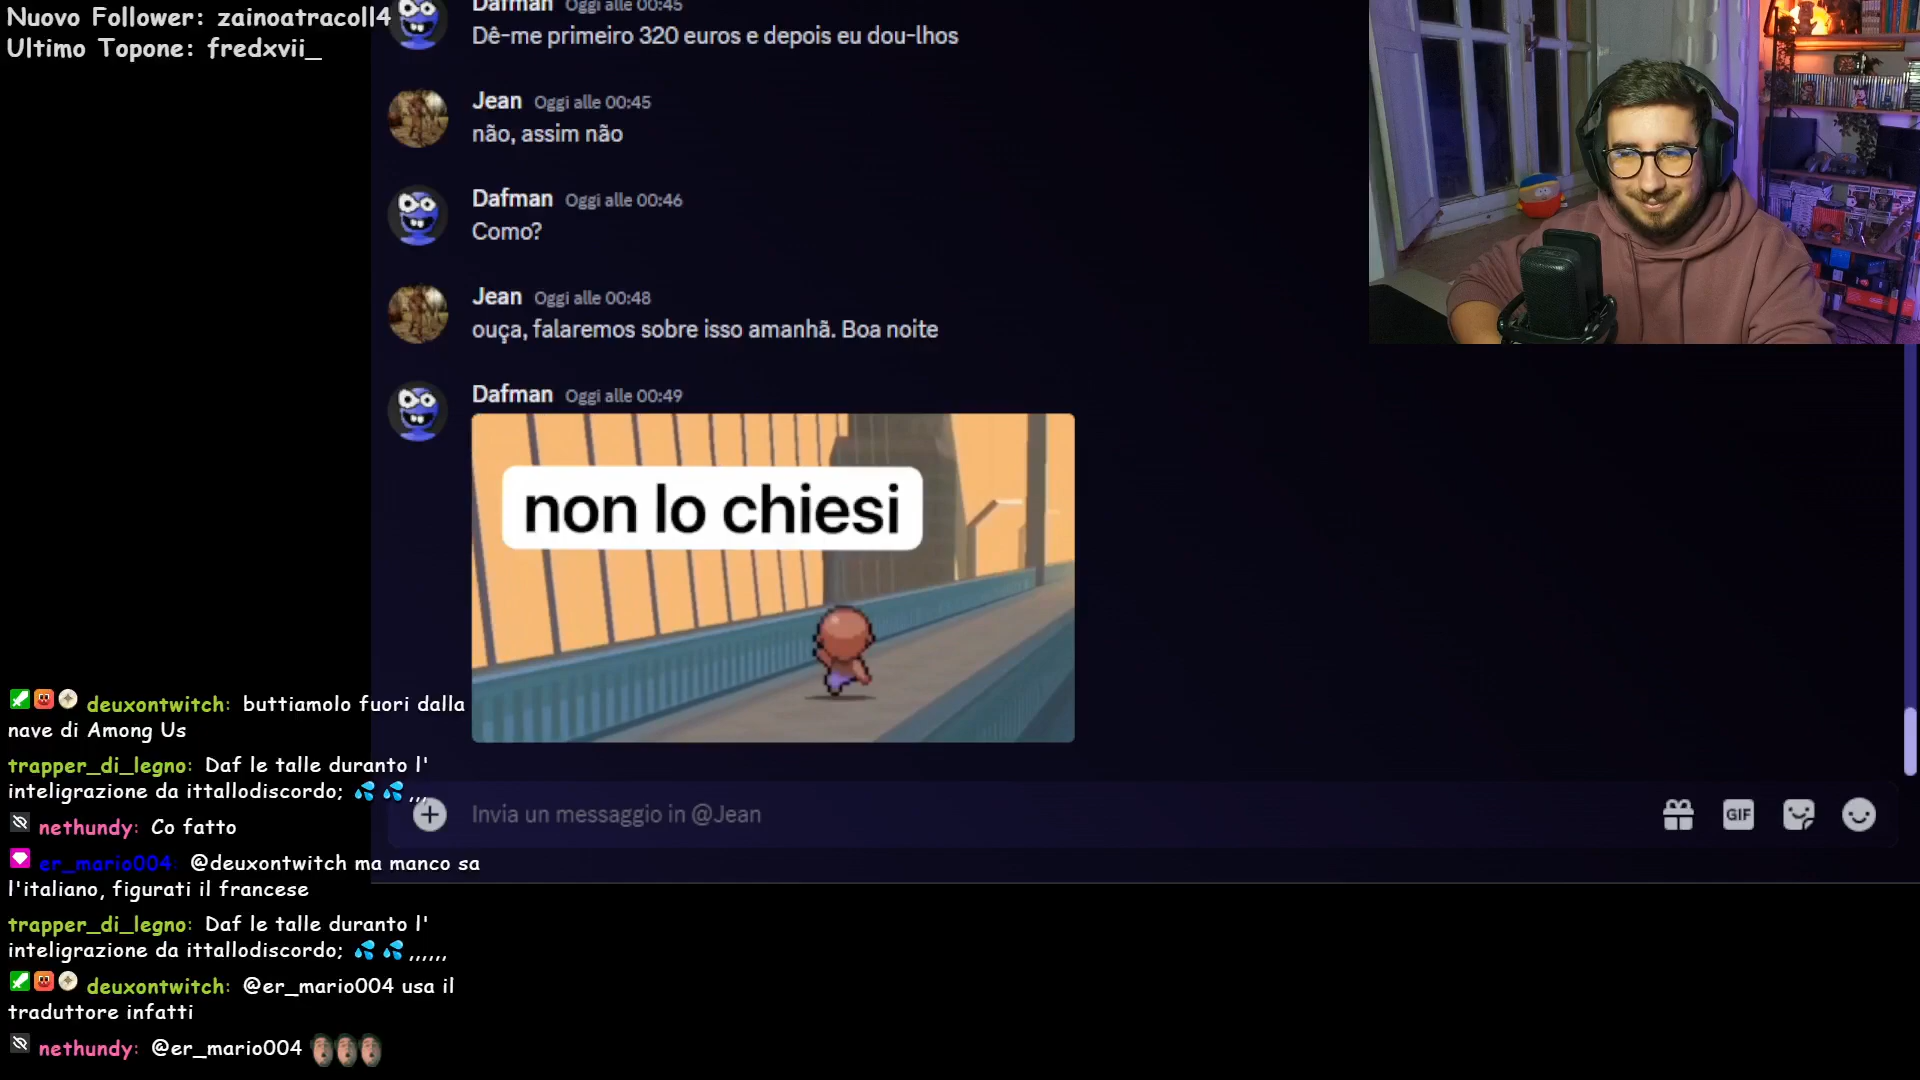 Nuovo Follower: zainoatracoll4
Ultimo Topone: fredxvii_
Dafman Oggi alle 00:45
Dê-me primeiro 320 euros e depois eu dou-lhos
Jean Oggi alle 00:45
não, assim não
Dafman Oggi alle 00:46
Como?
Jean Oggi alle 00:48
ouça, falaremos sobre isso amanhã. Boa noite
Dafman Oggi alle 00:49
non lo chiesi
Invia un messaggio in @Jean
GIF
deuxontwitch: buttiamolo fuori dalla
nave di Among Us
trapper_di_legno: Daf le talle duranto l'
inteligrazione da ittallodiscordo; 💦 💦 ,,,
nethundy: Co fatto
er_mario004: @deuxontwitch ma manco sa
l'italiano, figurati il francese
trapper_di_legno: Daf le talle duranto l'
inteligrazione da ittallodiscordo; 💦 💦 ,,,,,,
deuxontwitch: @er_mario004 usa il
traduttore infatti
nethundy: @er_mario004